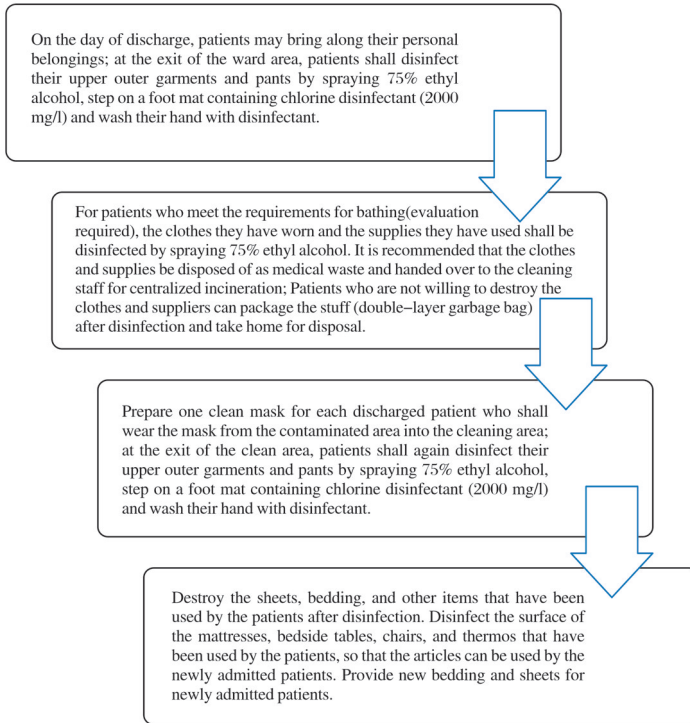 On the day of discharge, patients may bring along their personal
belongings; at the exit of the ward area, patients shall disinfect
their upper outer garments and pants by spraying 75% ethyl
alcohol, step on a foot mat containing chlorine disinfectant (2000
mg/l) and wash their hand with disinfectant.
For patients who meet the requirements for bathing(evaluation
required), the clothes they have worn and the supplies they have used shall be
disinfected by spraying 75% ethyl alcohol. It is recommended that the clothes
and supplies be disposed of as medical waste and handed over to the cleaning
staff for centralized incineration; Patients who are not willing to destroy the
clothes and suppliers can package the stuff (double−layer garbage bag)
after disinfection and take home for disposal.
Prepare one clean mask for each discharged patient who shall
wear the mask from the contaminated area into the cleaning area;
at the exit of the clean area, patients shall again disinfect their
upper outer garments and pants by spraying 75% ethyl alcohol,
step on a foot mat containing chlorine disinfectant (2000 mg/l)
and wash their hand with disinfectant.
Destroy the sheets, bedding, and other items that have been
used by the patients after disinfection. Disinfect the surface of
the mattresses, bedside tables, chairs, and thermos that have
been used by the patients, so that the articles can be used by the
newly admitted patients. Provide new bedding and sheets for
newly admitted patients.